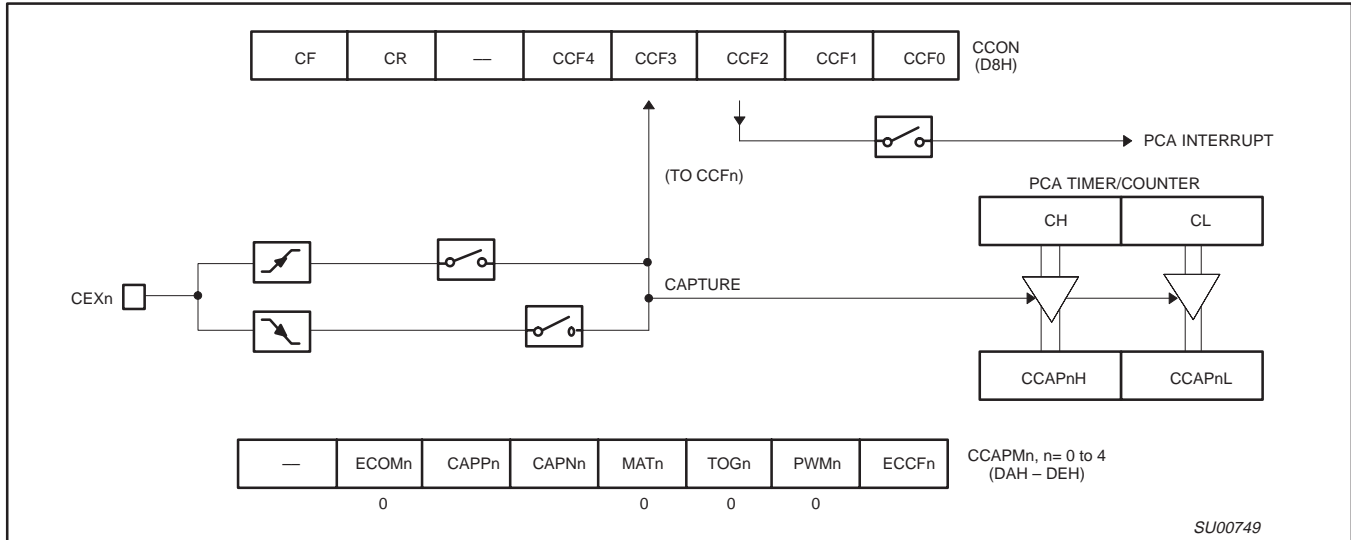 CF CR — CCF4 CCF3 CCF2 CCF1 CCF0 CCON
(D8H)
PCA INTERRUPT
(TO CCFn)
PCA TIMER/COUNTER
CH CL
CEXn
CAPTURE
CCAPnH CCAPnL
— ECOMn CAPPn CAPNn MATn TOGn PWMn ECCFn CCAPMn, n= 0 to 4
(DAH – DEH)
0 0 0 0
SU00749